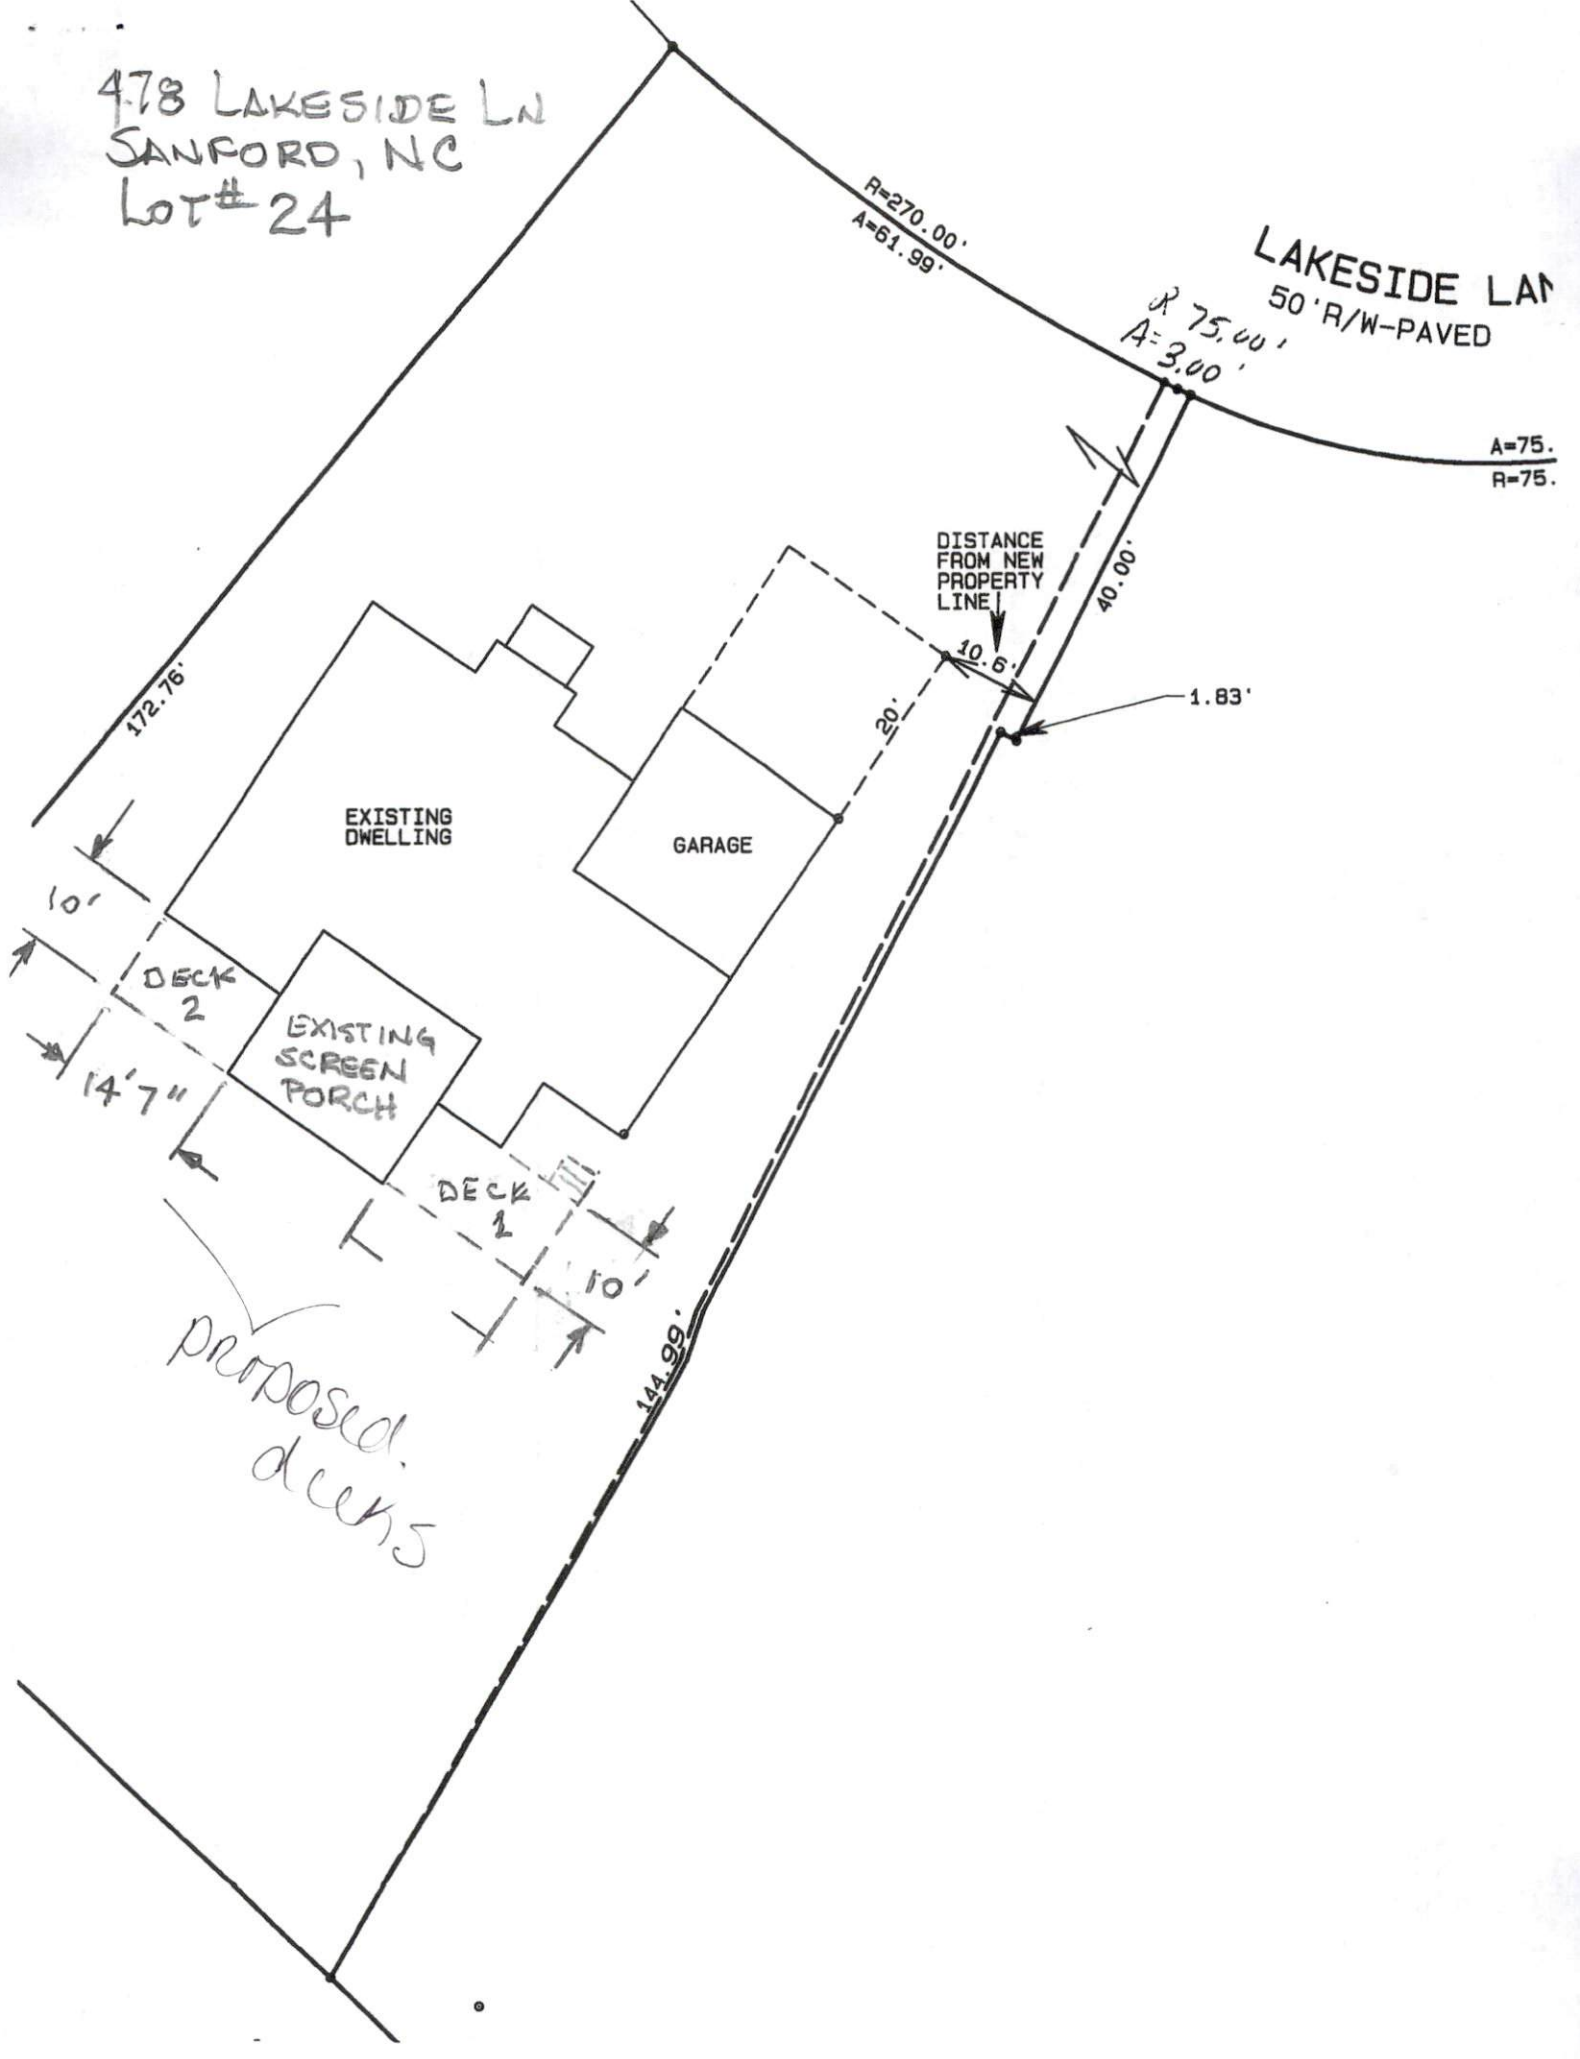 478 LAKESIDE LN
SANFORD, NC
LOT# 24
R=270.00'
A=61.99'
LAKESIDE LAN
50'R/W-PAVED
R 75.00'
A=3.00'
A=75.
R=75.
DISTANCE
FROM NEW
PROPERTY
LINE
40.00'
10.6'
1.83'
20'
172.76'
EXISTING
DWELLING
GARAGE
10'
DECK
2
14'7"
EXISTING
SCREEN
PORCH
DECK
1
10'
144.99'
proposed
decks